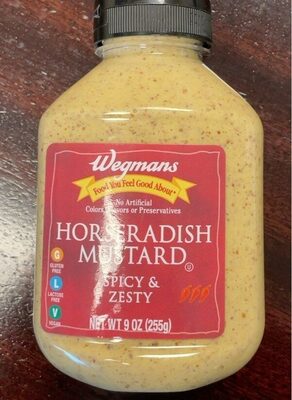 Wegmans
Food You Feel Good About
No Artificial
Colors, Flavors or Preservatives
HORSERADISH
MUSTARD
SPICY &
ZESTY
G
GLUTEN
FREE
L
LACTOSE
FREE
V
VEGAN
NET WT 9 OZ (255g)